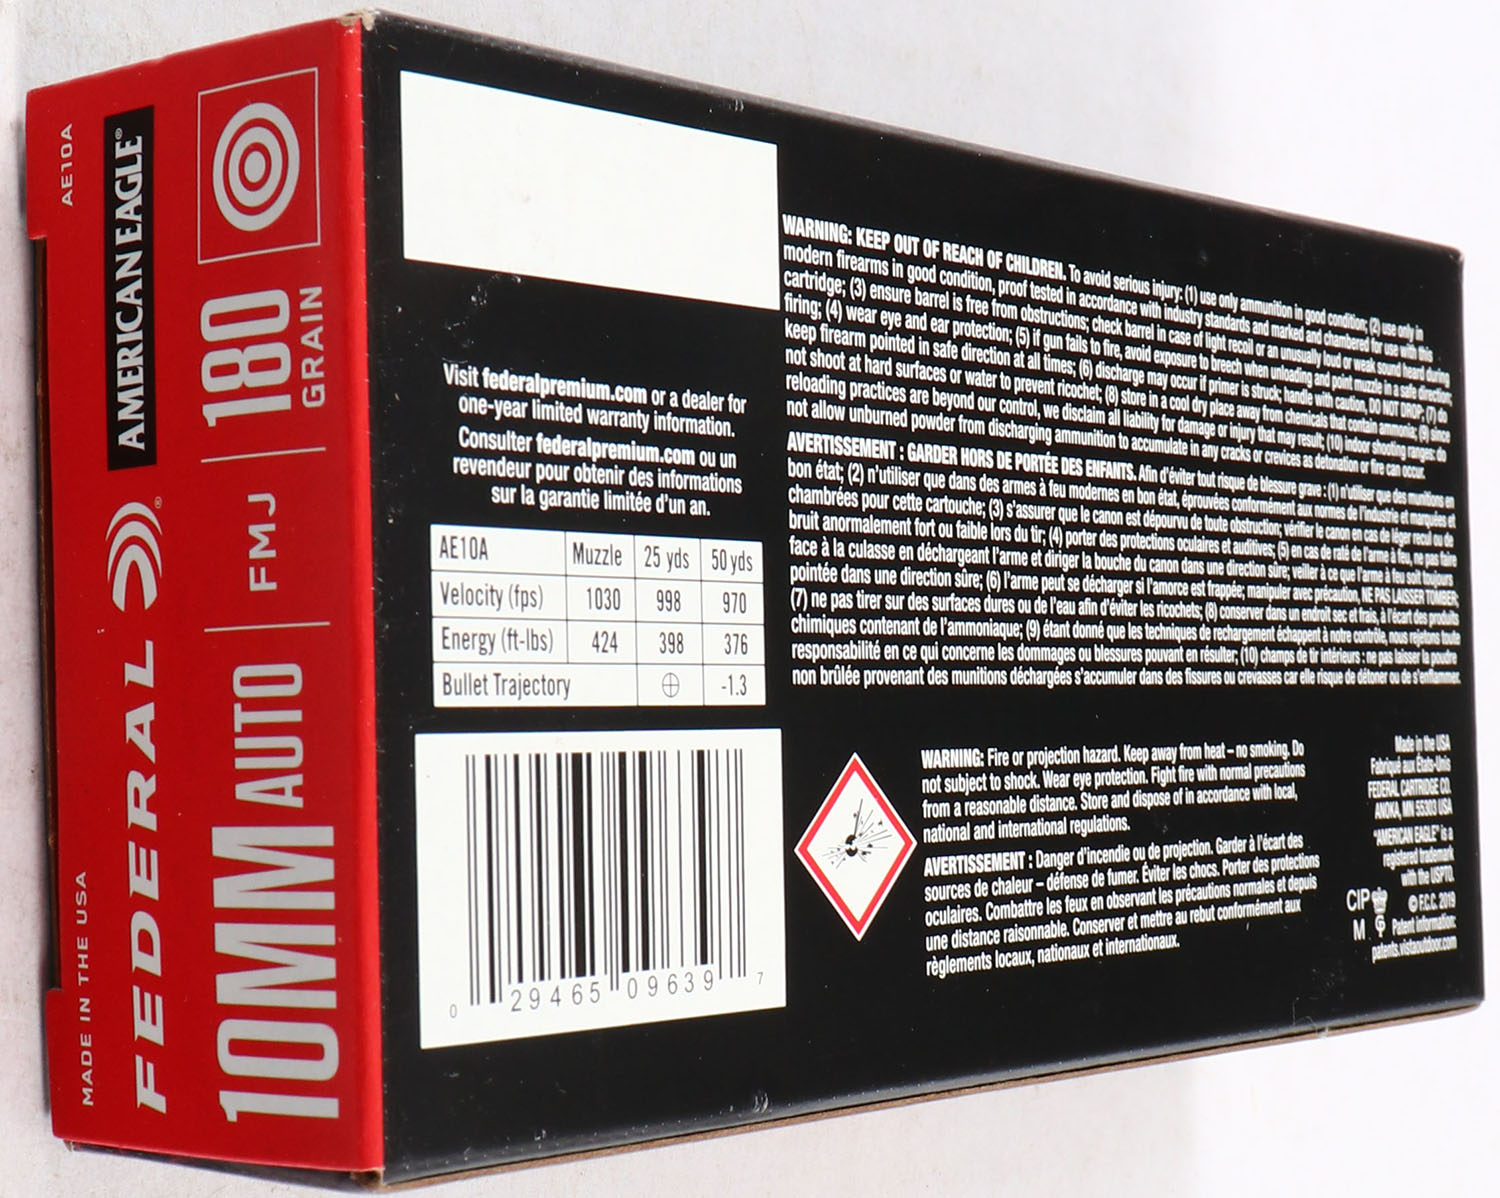 AE10A
AMERICAN EAGLE®
FEDERAL®
MADE IN THE USA
10MM AUTO
FMJ
180
GRAIN
Visit federalpremium.com or a dealer for
one-year limited warranty information.
Consulter federalpremium.com ou un
revendeur pour obtenir des informations
sur la garantie limitée d'un an.
AE10A Muzzle 25 yds 50 yds
Velocity (fps) 1030 998 970
Energy (ft-lbs) 424 398 376
Bullet Trajectory ⊕ -1.3
0 29465 09639 7
WARNING: KEEP OUT OF REACH OF CHILDREN. To avoid serious injury: (1) use only ammunition in good condition; (2) use only in
modern firearms in good condition, proof tested in accordance with industry standards and marked and chambered for use with this
cartridge; (3) ensure barrel is free from obstructions; check barrel in case of light recoil or an unusually loud or weak sound heard during
firing; (4) wear eye and ear protection; (5) if gun fails to fire, avoid exposure to breech when unloading and point muzzle in a safe direction;
keep firearm pointed in safe direction at all times; (6) discharge may occur if primer is struck; handle with caution, DO NOT DROP; (7) do
not shoot at hard surfaces or water to prevent ricochet; (8) store in a cool dry place away from chemicals that contain ammonia; (9) since
reloading practices are beyond our control, we disclaim all liability for damage or injury that may result; (10) indoor shooting ranges: do
not allow unburned powder from discharging ammunition to accumulate in any cracks or crevices as detonation or fire can occur.
AVERTISSEMENT : GARDER HORS DE PORTÉE DES ENFANTS. Afin d'éviter tout risque de blessure grave : (1) n'utiliser que des munitions en
bon état; (2) n'utiliser que dans des armes à feu modernes en bon état, éprouvées conformément aux normes de l'industrie et marquées et
chambrées pour cette cartouche; (3) s'assurer que le canon est dépourvu de toute obstruction; vérifier le canon en cas de léger recul ou de
bruit anormalement fort ou faible lors du tir; (4) porter des protections oculaires et auditives; (5) en cas de raté de l'arme à feu, ne pas faire
face à la culasse en déchargeant l'arme et diriger la bouche du canon dans une direction sûre; veiller à ce que l'arme à feu soit toujours
pointée dans une direction sûre; (6) l'arme peut se décharger si l'amorce est frappée; manipuler avec précaution, NE PAS LAISSER TOMBER;
(7) ne pas tirer sur des surfaces dures ou de l'eau afin d'éviter les ricochets; (8) conserver dans un endroit sec et frais, à l'écart des produits
chimiques contenant de l'ammoniaque; (9) étant donné que les techniques de rechargement échappent à notre contrôle, nous rejetons toute
responsabilité en ce qui concerne les dommages ou blessures pouvant en résulter; (10) champs de tir intérieurs : ne pas laisser la poudre
non brûlée provenant des munitions déchargées s'accumuler dans des fissures ou crevasses car elle risque de détoner ou de s'enflammer.
WARNING: Fire or projection hazard. Keep away from heat – no smoking. Do
not subject to shock. Wear eye protection. Fight fire with normal precautions
from a reasonable distance. Store and dispose of in accordance with local,
national and international regulations.
AVERTISSEMENT : Danger d'incendie ou de projection. Garder à l'écart des
sources de chaleur – défense de fumer. Éviter les chocs. Porter des protections
oculaires. Combattre les feux en observant les précautions normales et depuis
une distance raisonnable. Conserver et mettre au rebut conformément aux
règlements locaux, nationaux et internationaux.
Made in the USA
Fabriqué aux États-Unis
FEDERAL CARTRIDGE CO.
ANOKA, MN 55303 USA
"AMERICAN EAGLE" is a
registered trademark
with the USPTO.
© F.C.C. 2019
Patent information:
patents.vistaoutdoor.com
CIP
M